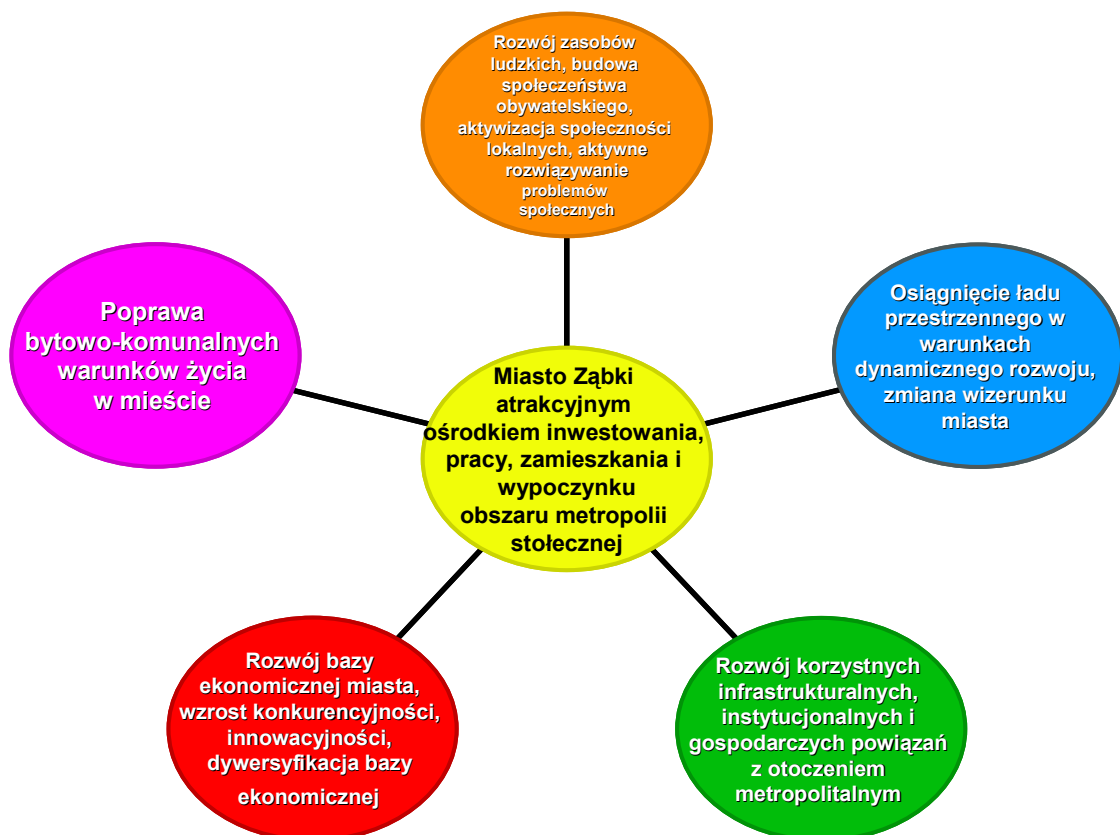 Rozwój zasobów
ludzkich, budowa
społeczeństwa
obywatelskiego,
aktywizacja społeczności
lokalnych, aktywne
rozwiązywanie
problemów
społecznych
Poprawa
bytowo-komunalnych
warunków życia
w mieście
Osiągnięcie ładu
przestrzennego w
warunkach
dynamicznego rozwoju,
zmiana wizerunku
miasta
Miasto Ząbki
atrakcyjnym
ośrodkiem inwestowania,
pracy, zamieszkania i
wypoczynku
obszaru metropolii
stołecznej
Rozwój bazy
ekonomicznej miasta,
wzrost konkurencyjności,
innowacyjności,
dywersyfikacja bazy
ekonomicznej
Rozwój korzystnych
infrastrukturalnych,
instytucjonalnych i
gospodarczych powiązań
z otoczeniem
metropolitalnym